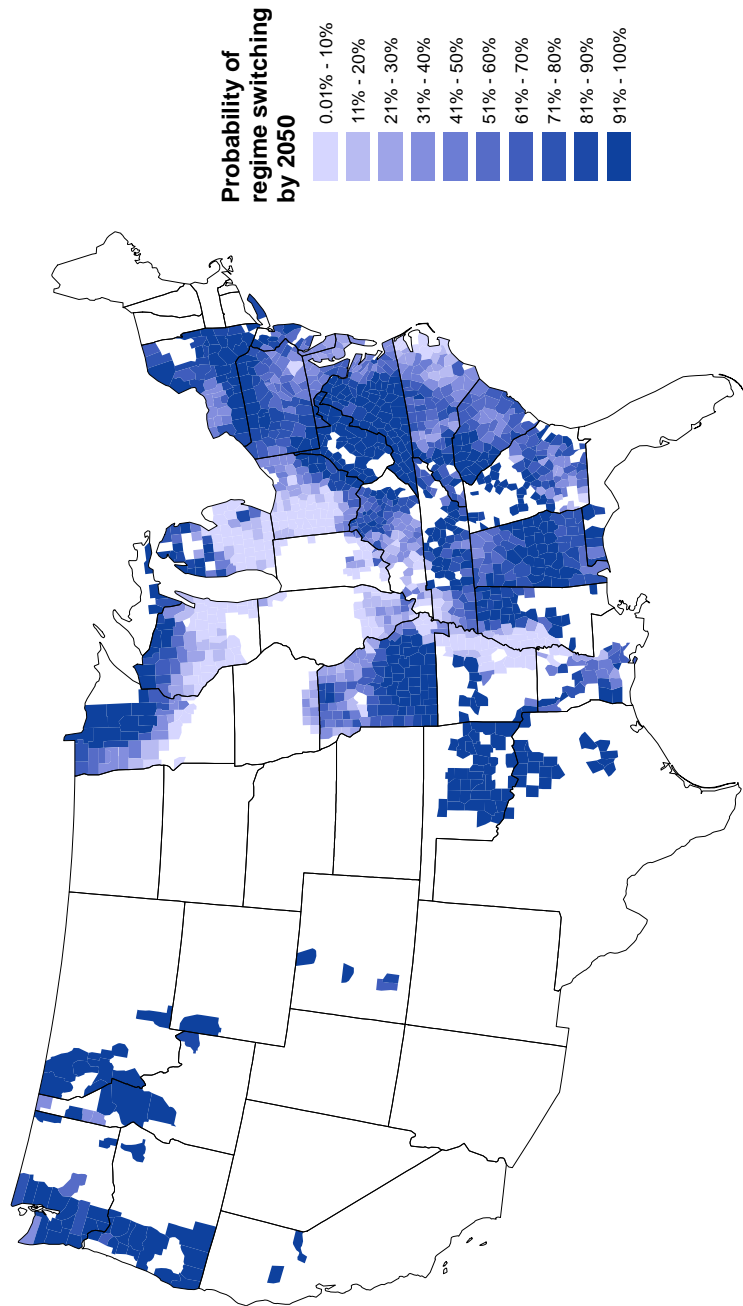 Probability of
regime switching
by 2050
0.01% - 10%
11% - 20%
21% - 30%
31% - 40%
41% - 50%
51% - 60%
61% - 70%
71% - 80%
81% - 90%
91% - 100%